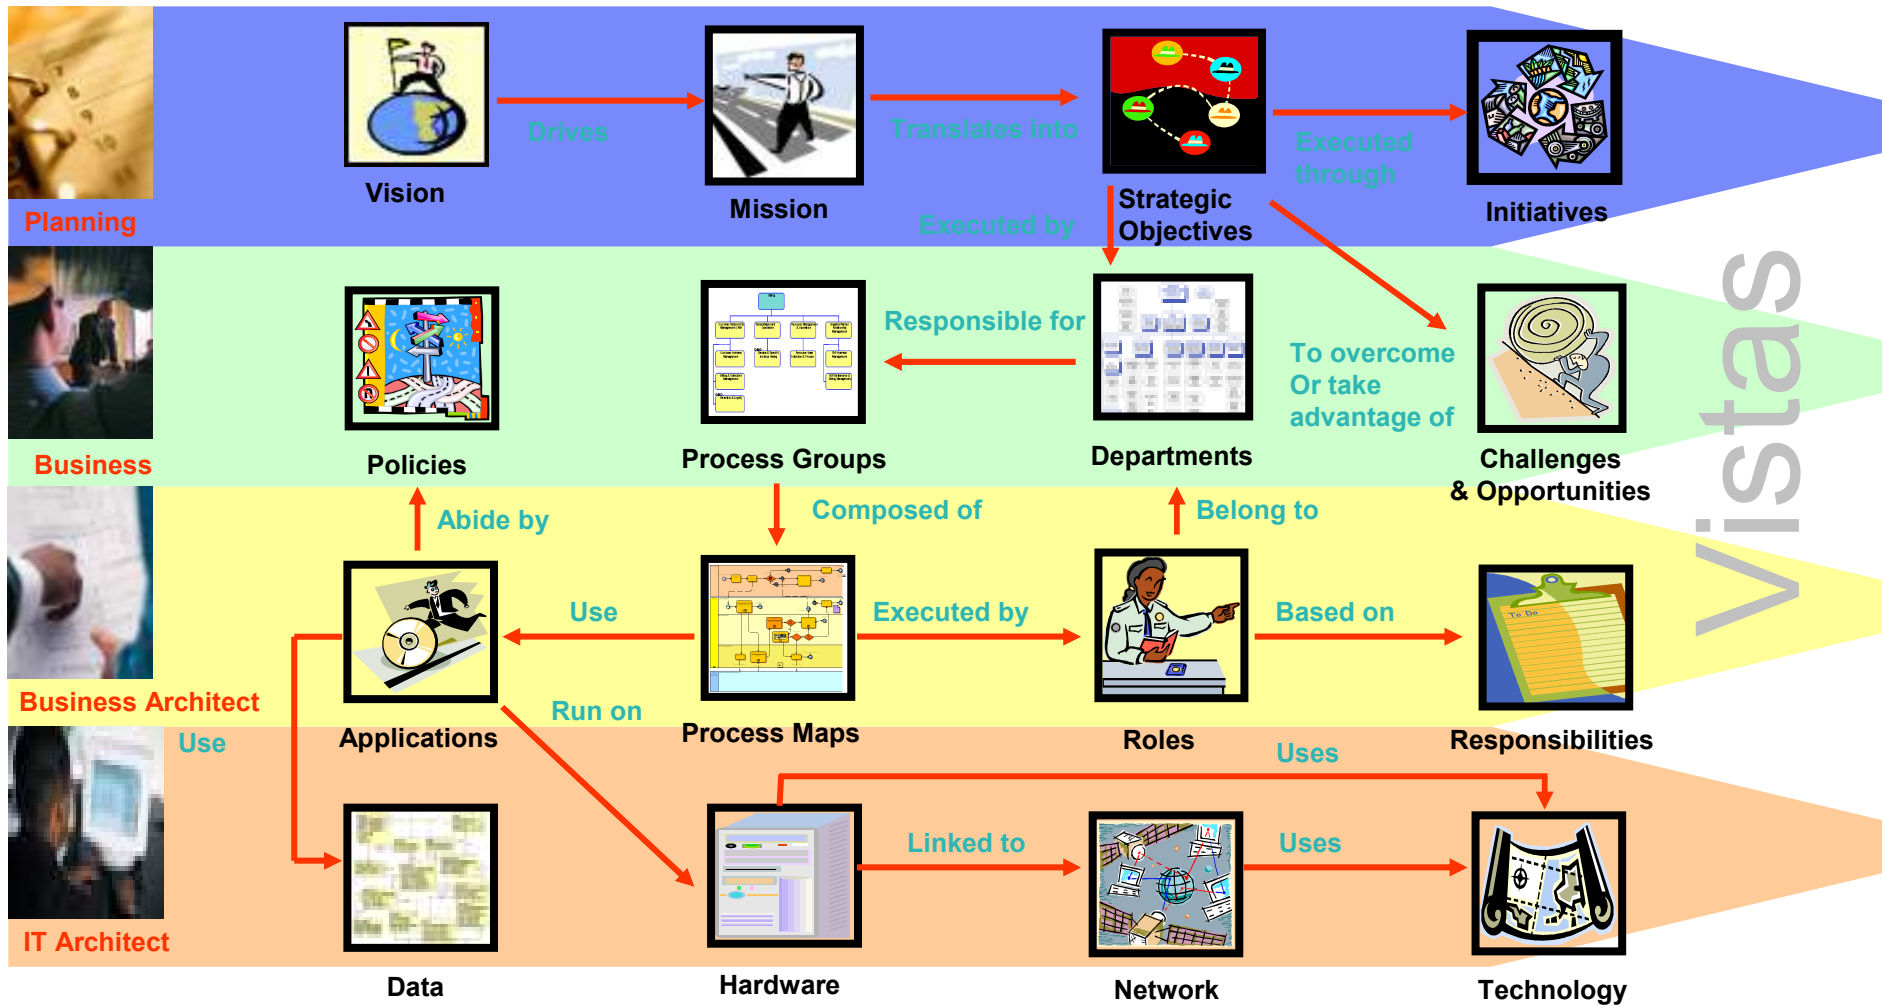 Drives
Translates into
Executed
through
Vision
Mission
Strategic
Objectives
Initiatives
Planning
Executed by
Responsible for
To overcome
Or take
advantage of
Policies
Process Groups
Departments
Challenges
& Opportunities
Business
Vistas
Abide by
Composed of
Belong to
To Do
Use
Executed by
Based on
Business Architect
Run on
Use
Applications
Process Maps
Roles
Responsibilities
Uses
Linked to
Uses
IT Architect
Data
Hardware
Network
Technology